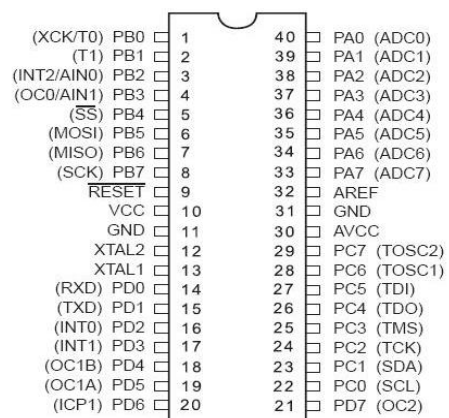 (XCK/T0) PB0 1 40 PA0 (ADC0)
(T1) PB1 2 39 PA1 (ADC1)
(INT2/AIN0) PB2 3 38 PA2 (ADC2)
(OC0/AIN1) PB3 4 37 PA3 (ADC3)
(SS) PB4 5 36 PA4 (ADC4)
(MOSI) PB5 6 35 PA5 (ADC5)
(MISO) PB6 7 34 PA6 (ADC6)
(SCK) PB7 8 33 PA7 (ADC7)
RESET 9 32 AREF
VCC 10 31 GND
GND 11 30 AVCC
XTAL2 12 29 PC7 (TOSC2)
XTAL1 13 28 PC6 (TOSC1)
(RXD) PD0 14 27 PC5 (TDI)
(TXD) PD1 15 26 PC4 (TDO)
(INT0) PD2 16 25 PC3 (TMS)
(INT1) PD3 17 24 PC2 (TCK)
(OC1B) PD4 18 23 PC1 (SDA)
(OC1A) PD5 19 22 PC0 (SCL)
(ICP1) PD6 20 21 PD7 (OC2)